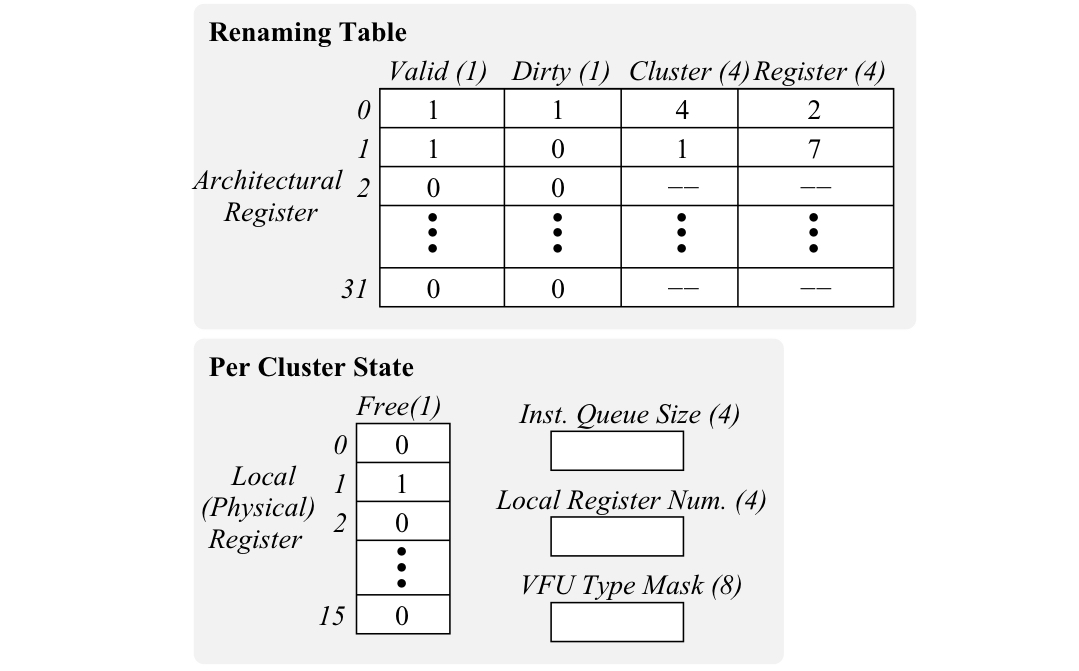 Renaming Table
Valid (1) Dirty (1) Cluster (4) Register (4)
0 1 1 4 2
1 1 0 1 7
Architectural
Register
2 0 0 — —
31 0 0 — —
Per Cluster State
Free(1)
0 0
1 1
2 0
15 0
Local
(Physical)
Register
Inst. Queue Size (4)
Local Register Num. (4)
VFU Type Mask (8)